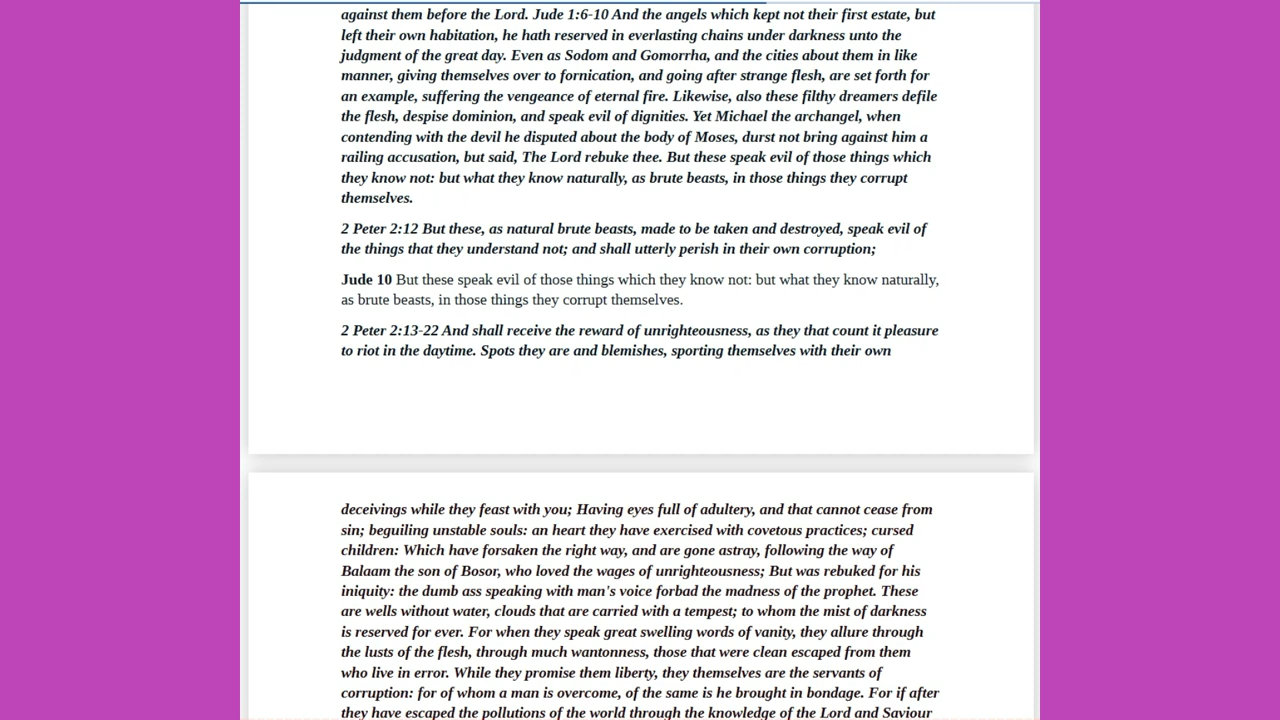 against them before the Lord. Jude 1:6-10 And the angels which kept not their first estate, but
left their own habitation, he hath reserved in everlasting chains under darkness unto the
judgment of the great day. Even as Sodom and Gomorrha, and the cities about them in like
manner, giving themselves over to fornication, and going after strange flesh, are set forth for
an example, suffering the vengeance of eternal fire. Likewise, also these filthy dreamers defile
the flesh, despise dominion, and speak evil of dignities. Yet Michael the archangel, when
contending with the devil he disputed about the body of Moses, durst not bring against him a
railing accusation, but said, The Lord rebuke thee. But these speak evil of those things which
they know not: but what they know naturally, as brute beasts, in those things they corrupt
themselves.
2 Peter 2:12 But these, as natural brute beasts, made to be taken and destroyed, speak evil of
the things that they understand not; and shall utterly perish in their own corruption;
Jude 10 But these speak evil of those things which they know not: but what they know naturally,
as brute beasts, in those things they corrupt themselves.
2 Peter 2:13-22 And shall receive the reward of unrighteousness, as they that count it pleasure
to riot in the daytime. Spots they are and blemishes, sporting themselves with their own
deceivings while they feast with you; Having eyes full of adultery, and that cannot cease from
sin; beguiling unstable souls: an heart they have exercised with covetous practices; cursed
children: Which have forsaken the right way, and are gone astray, following the way of
Balaam the son of Bosor, who loved the wages of unrighteousness; But was rebuked for his
iniquity: the dumb ass speaking with man's voice forbad the madness of the prophet. These
are wells without water, clouds that are carried with a tempest; to whom the mist of darkness
is reserved for ever. For when they speak great swelling words of vanity, they allure through
the lusts of the flesh, through much wantonness, those that were clean escaped from them
who live in error. While they promise them liberty, they themselves are the servants of
corruption: for of whom a man is overcome, of the same is he brought in bondage. For if after
they have escaped the pollutions of the world through the knowledge of the Lord and Saviour